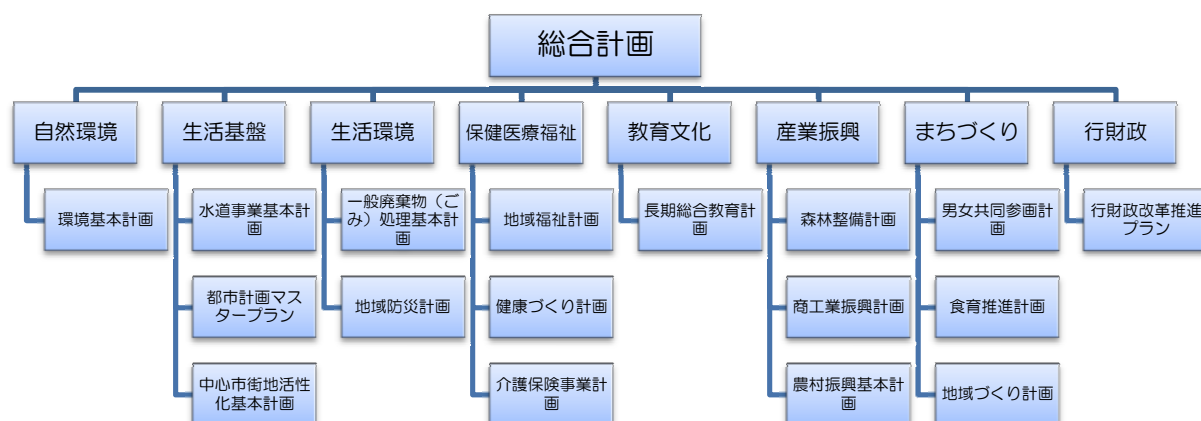 総合計画
自然環境
生活基盤
生活環境
保健医療福祉
教育文化
産業振興
まちづくり
行財政
環境基本計画
水道事業基本計
画
一般廃棄物（ご
み）処理基本計
画
地域福祉計画
長期総合教育計
画
森林整備計画
男女共同参画計
画
行財政改革推進
プラン
都市計画マス
タープラン
地域防災計画
健康づくり計画
商工業振興計画
食育推進計画
中心市街地活性
化基本計画
介護保険事業計
画
農村振興基本計
画
地域づくり計画